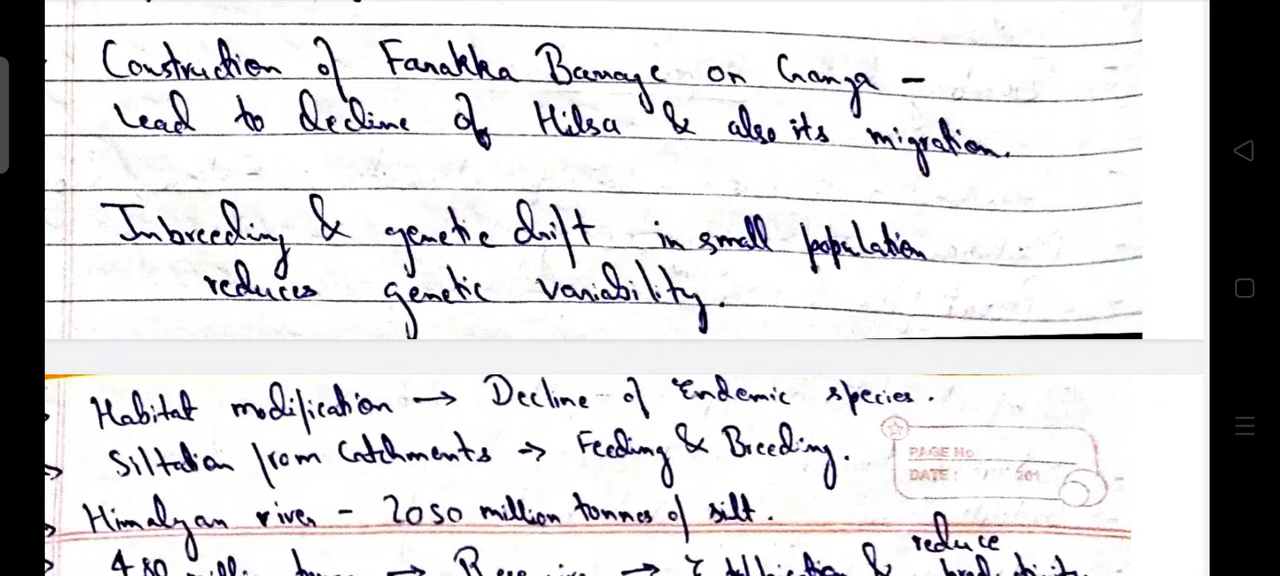 Construction of Farakka Barrage on Ganga -
Lead to decline of Hilsa & also its migration.
Inbreeding & genetic drift in small population
reduces genetic variability.
Habitat modification → Decline of Endemic species.
Siltation from Catchments → Feeding & Breeding.
PAGE No
DATE: 201
Himalyan river - 2050 million tonnes of silt.
reduce
480 → &